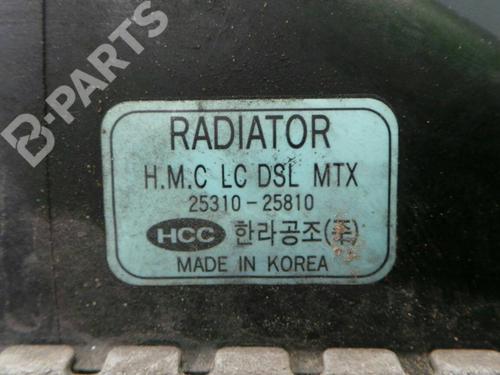 B-PARTS
RADIATOR
H.M.C LC DSL MTX
25310-25810
HCC 한라공조(주)
MADE IN KOREA